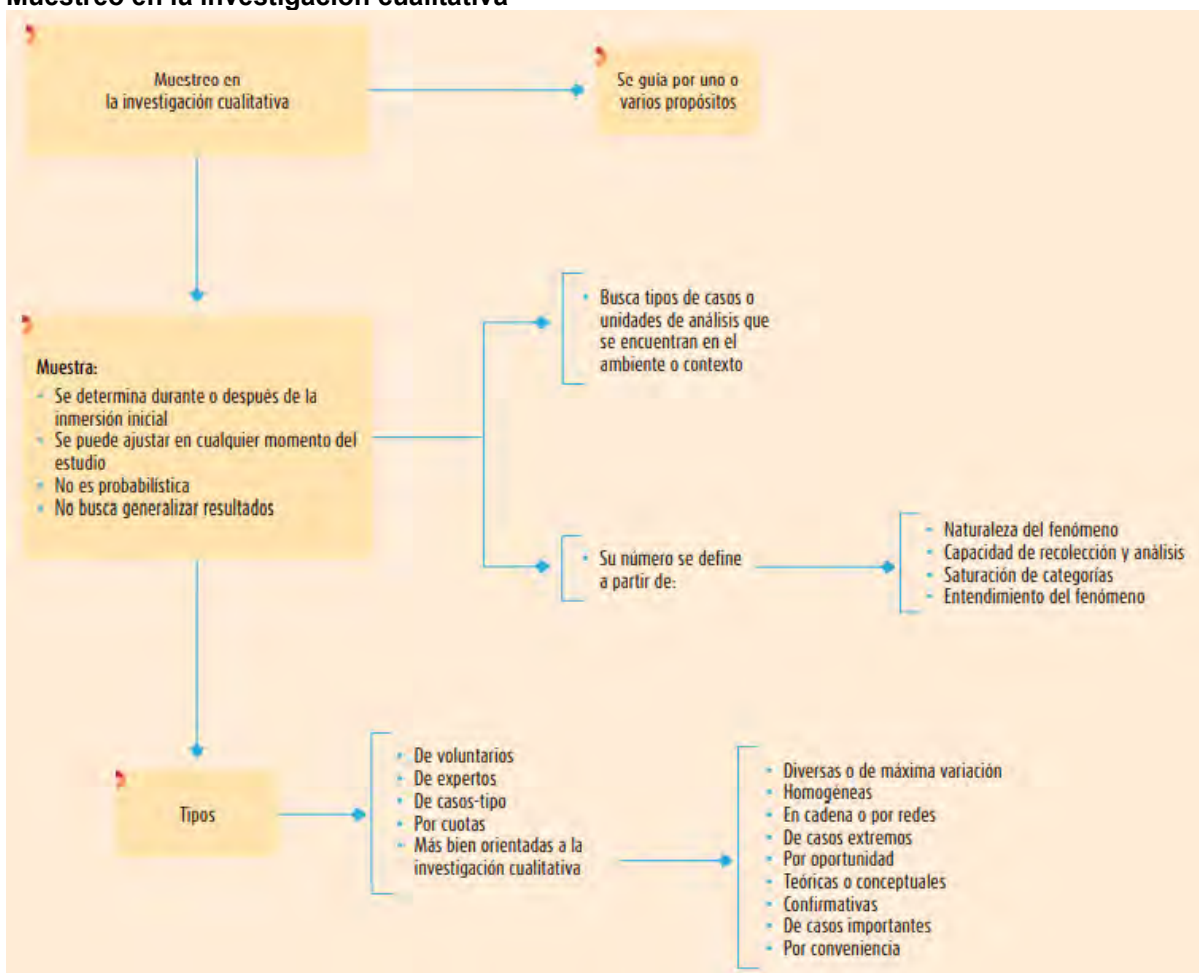 Muestreo en la investigación cualitativa
Muestreo en
la investigación cualitativa
Se guía por uno o
varios propósitos
Busca tipos de casos o
unidades de análisis que
se encuentran en el
ambiente o contexto
Muestra:
Se determina durante o después de la
inmersión inicial
Se puede ajustar en cualquier momento del
estudio
No es probabilística
No busca generalizar resultados
Su número se define
a partir de:
Naturaleza del fenómeno
Capacidad de recolección y análisis
Saturación de categorías
Entendimiento del fenómeno
Tipos
De voluntarios
De expertos
De casos-tipo
Por cuotas
Más bien orientadas a la
investigación cualitativa
Diversas o de máxima variación
Homogéneas
En cadena o por redes
De casos extremos
Por oportunidad
Teóricas o conceptuales
Confirmativas
De casos importantes
Por conveniencia